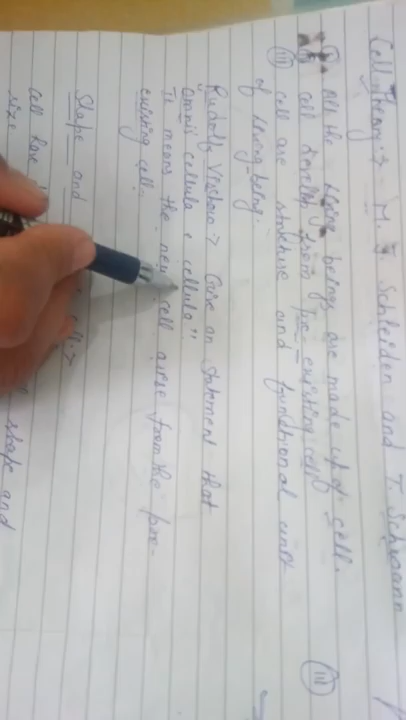 Cell Theory :→ M. J Schleiden and T. Schwann
(i) All the living beings are made up of cell.
(ii) cell develop from pre-existing cell
(iii) cell are structure and functional unit
of living being.
(iii)
Rudolf Virchow → Give an statement that
"omnis cellula e cellula"
It means the new cell arise from the pre-
existing cell.
Shape and cell :→
cell have shape and
size